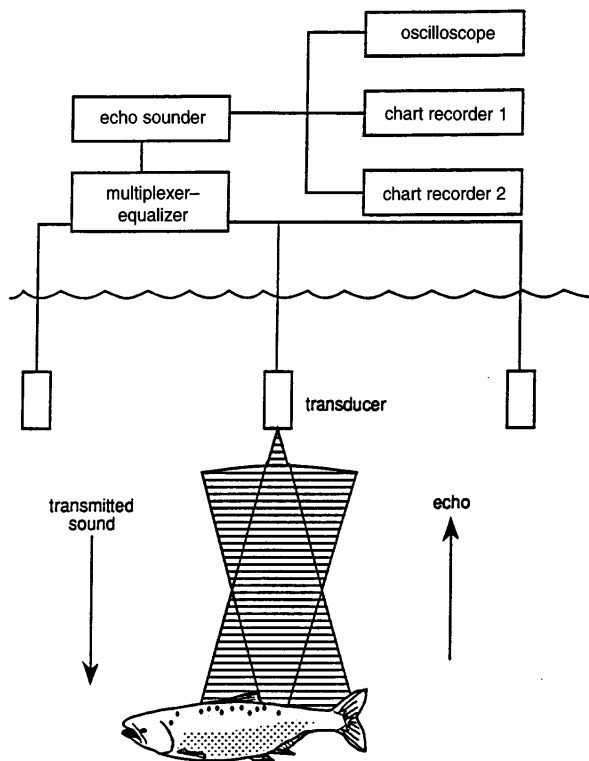 oscilloscope
echo sounder
chart recorder 1
multiplexer–
equalizer
chart recorder 2
transducer
transmitted
sound
echo